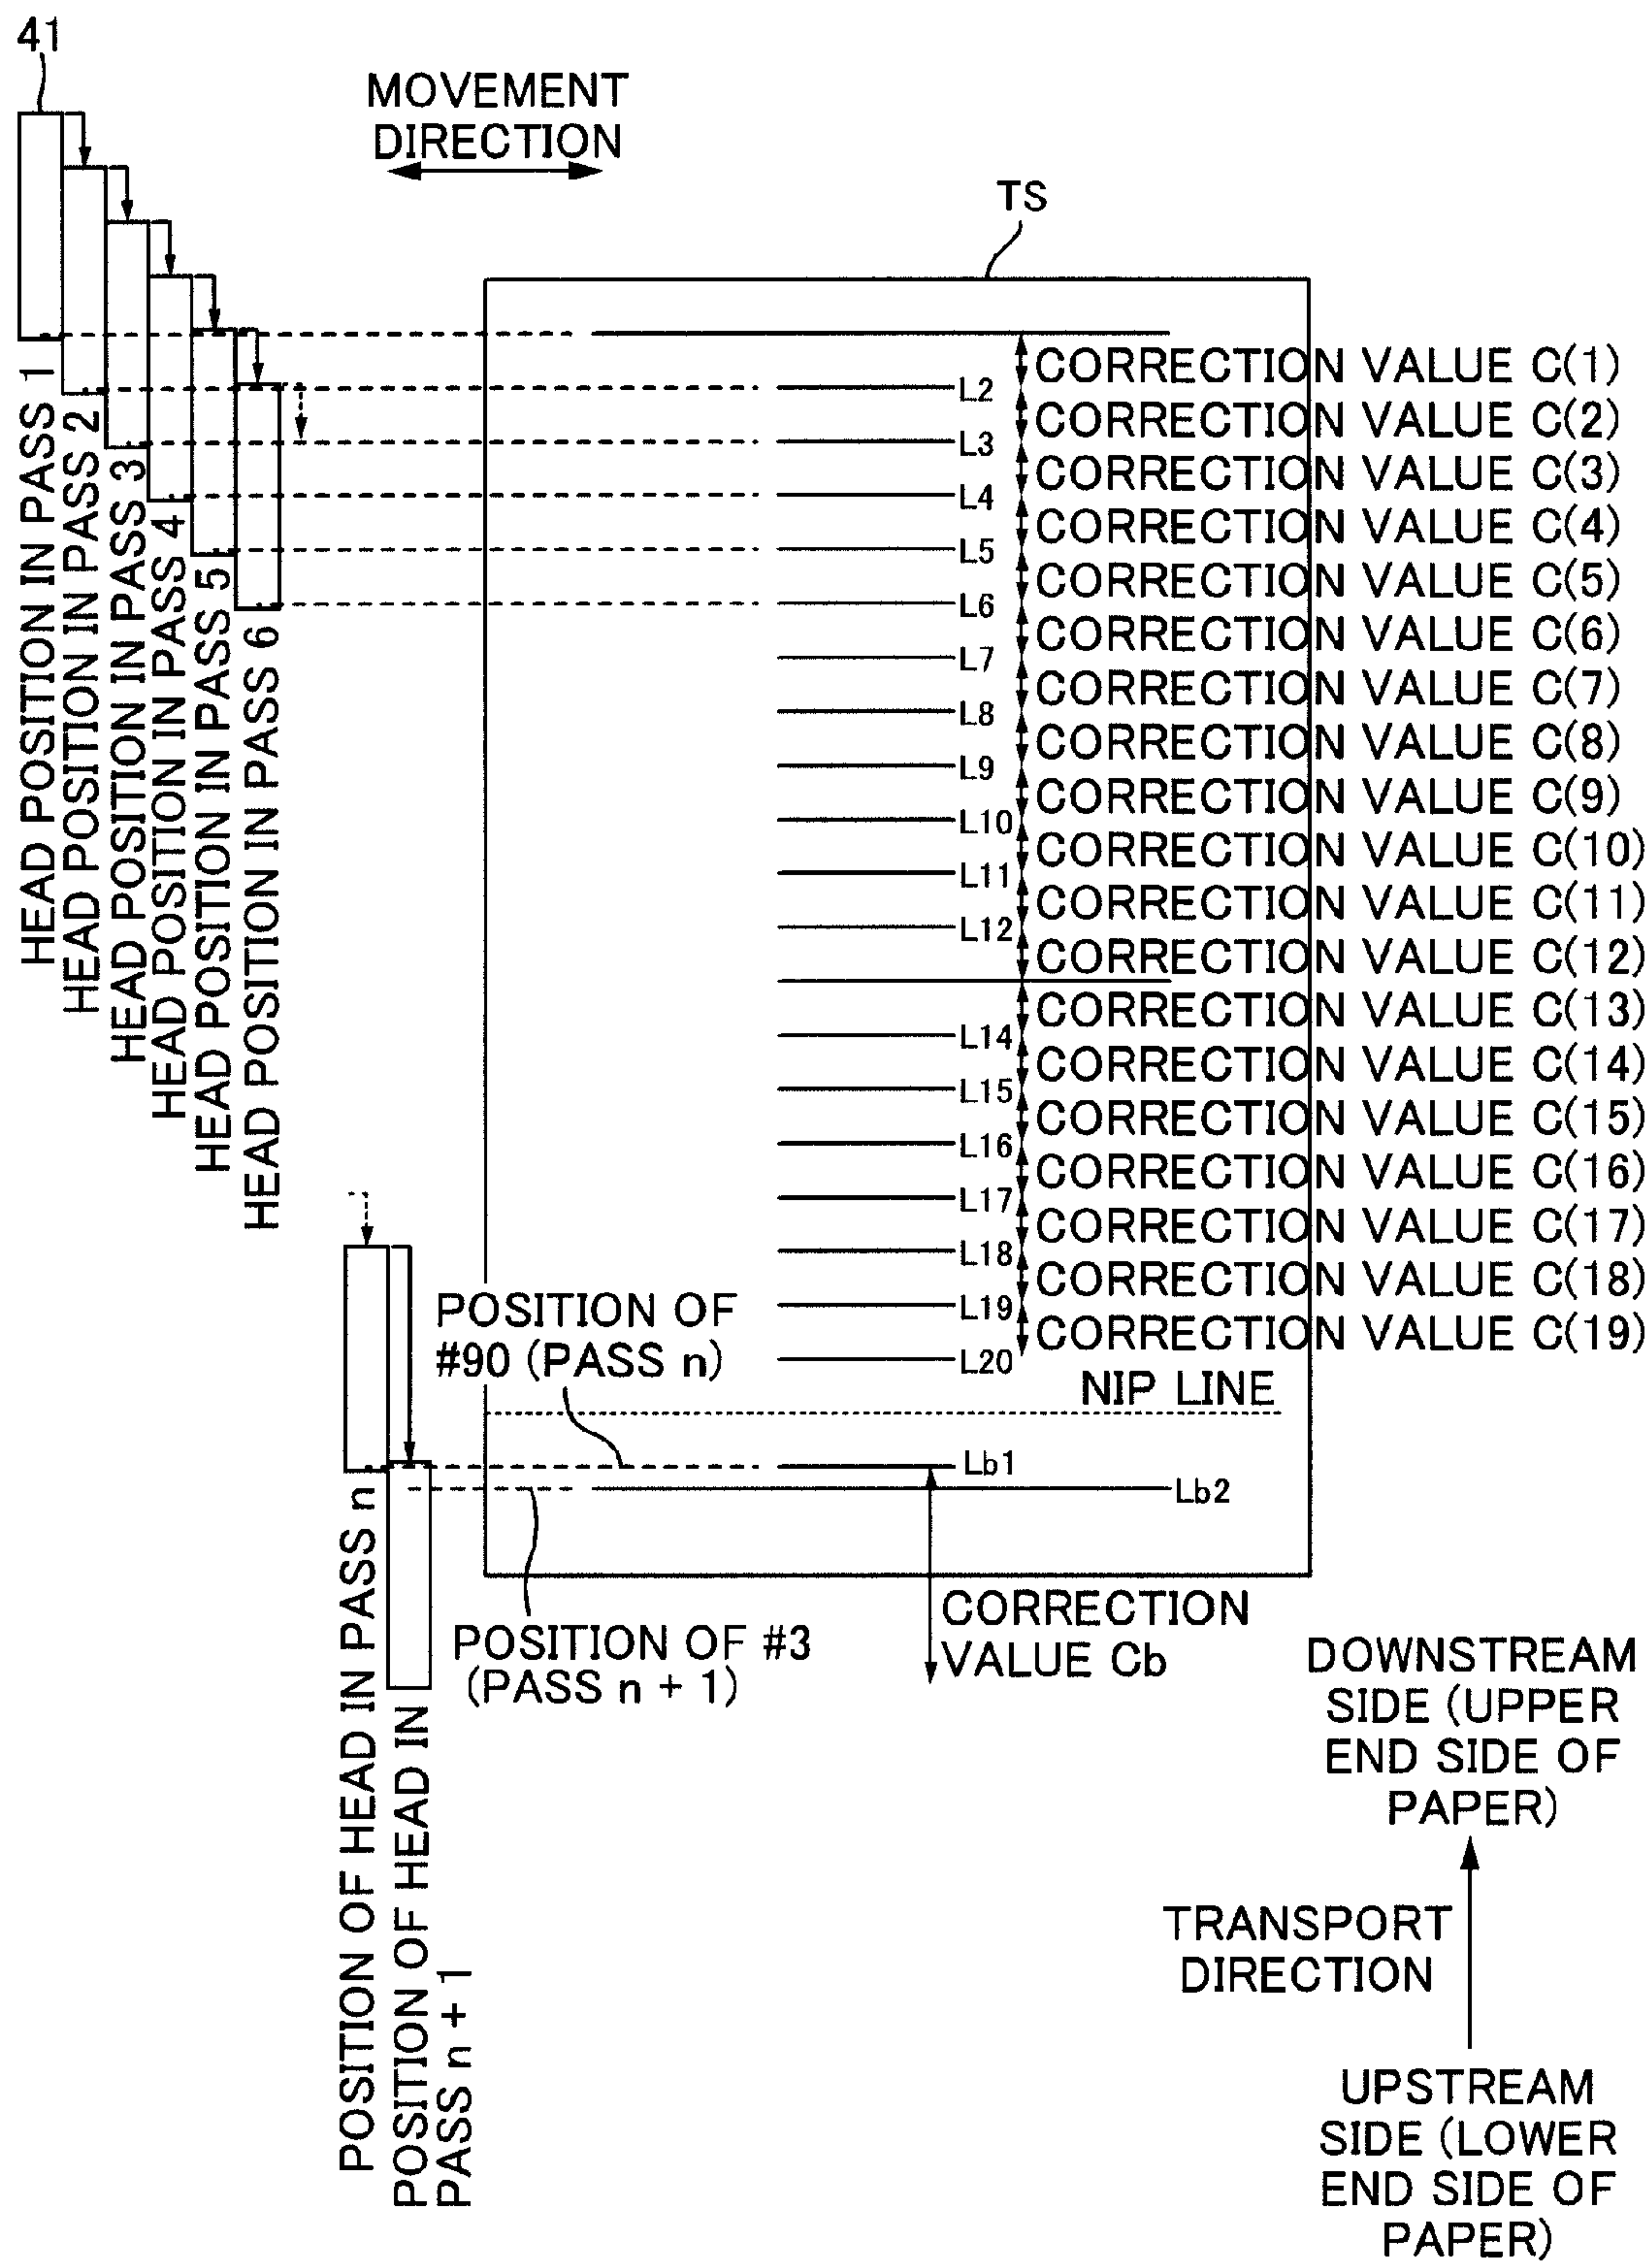 41
MOVEMENT
DIRECTION
TS
CORRECTION VALUE C(1)
L2
CORRECTION VALUE C(2)
L3
CORRECTION VALUE C(3)
L4
CORRECTION VALUE C(4)
L5
CORRECTION VALUE C(5)
L6
CORRECTION VALUE C(6)
L7
CORRECTION VALUE C(7)
L8
CORRECTION VALUE C(8)
L9
CORRECTION VALUE C(9)
L10
CORRECTION VALUE C(10)
L11
CORRECTION VALUE C(11)
L12
CORRECTION VALUE C(12)
CORRECTION VALUE C(13)
L14
CORRECTION VALUE C(14)
L15
CORRECTION VALUE C(15)
L16
CORRECTION VALUE C(16)
L17
CORRECTION VALUE C(17)
L18
CORRECTION VALUE C(18)
L19
CORRECTION VALUE C(19)
L20
HEAD POSITION IN PASS 1
HEAD POSITION IN PASS 2
HEAD POSITION IN PASS 3
HEAD POSITION IN PASS 4
HEAD POSITION IN PASS 5
HEAD POSITION IN PASS 6
POSITION OF
#90 (PASS n)
NIP LINE
Lb1
Lb2
POSITION OF #3
(PASS n + 1)
CORRECTION
VALUE Cb
POSITION OF HEAD IN PASS n
POSITION OF HEAD IN
PASS n + 1
DOWNSTREAM
SIDE (UPPER
END SIDE OF
PAPER)
TRANSPORT
DIRECTION
UPSTREAM
SIDE (LOWER
END SIDE OF
PAPER)